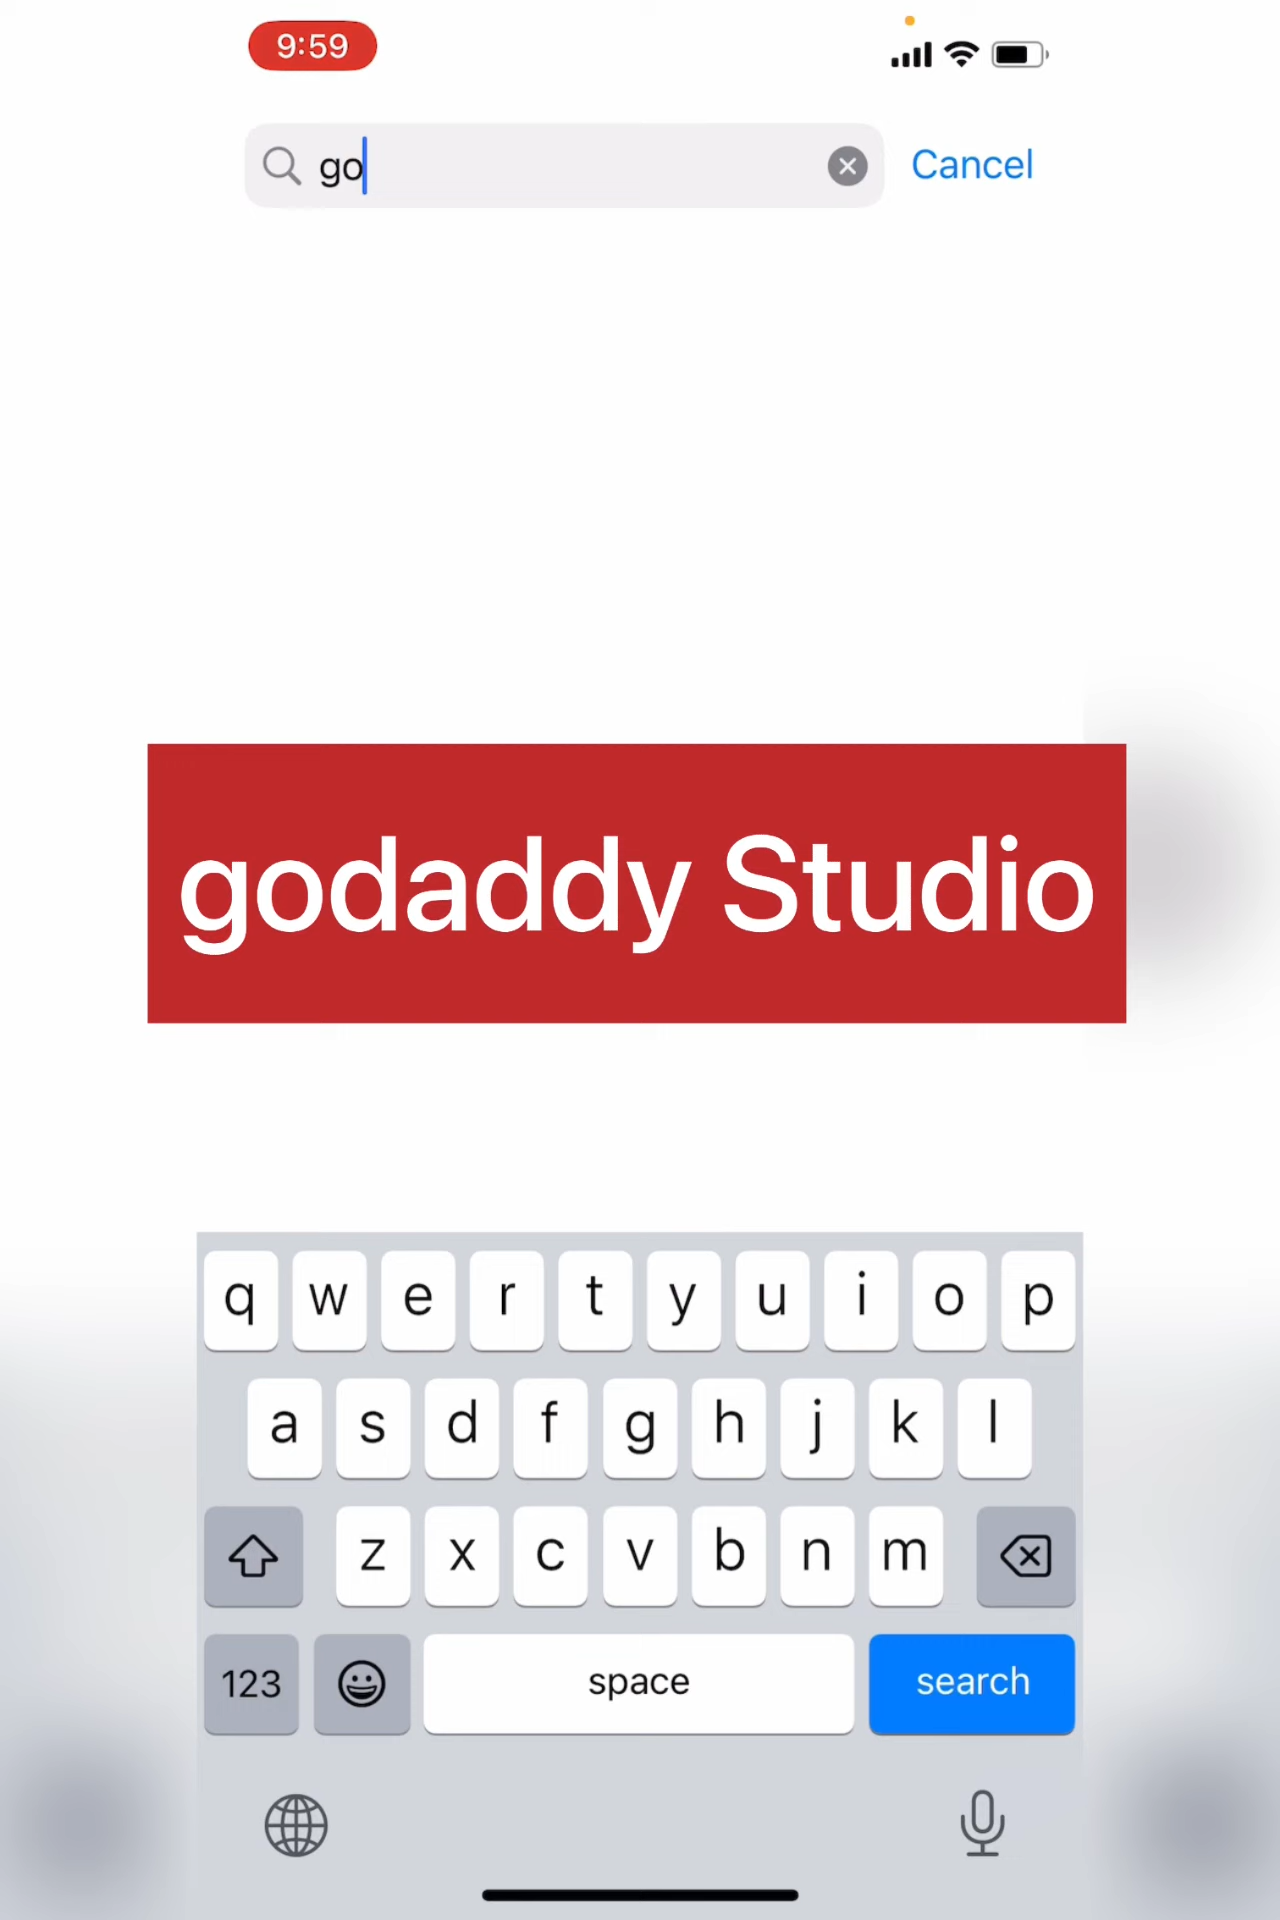 9:59
go
Cancel
godaddy Studio
q w e r t y u i o p
a s d f g h j k l
z x c v b n m
123 space search